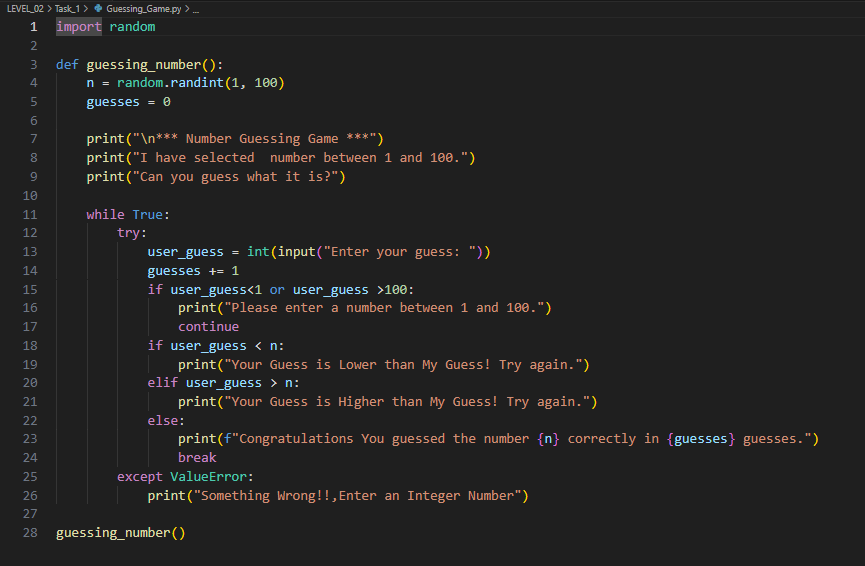 LEVEL_02 > Task_1 > Guessing_Game.py > ...
1 import random
2
3 def guessing_number():
4     n = random.randint(1, 100)
5     guesses = 0
6
7     print("\n*** Number Guessing Game ***")
8     print("I have selected  number between 1 and 100.")
9     print("Can you guess what it is?")
10
11     while True:
12         try:
13             user_guess = int(input("Enter your guess: "))
14             guesses += 1
15             if user_guess<1 or user_guess >100:
16                 print("Please enter a number between 1 and 100.")
17                 continue
18             if user_guess < n:
19                 print("Your Guess is Lower than My Guess! Try again.")
20             elif user_guess > n:
21                 print("Your Guess is Higher than My Guess! Try again.")
22             else:
23                 print(f"Congratulations You guessed the number {n} correctly in {guesses} guesses.")
24                 break
25         except ValueError:
26             print("Something Wrong!!,Enter an Integer Number")
27
28 guessing_number()